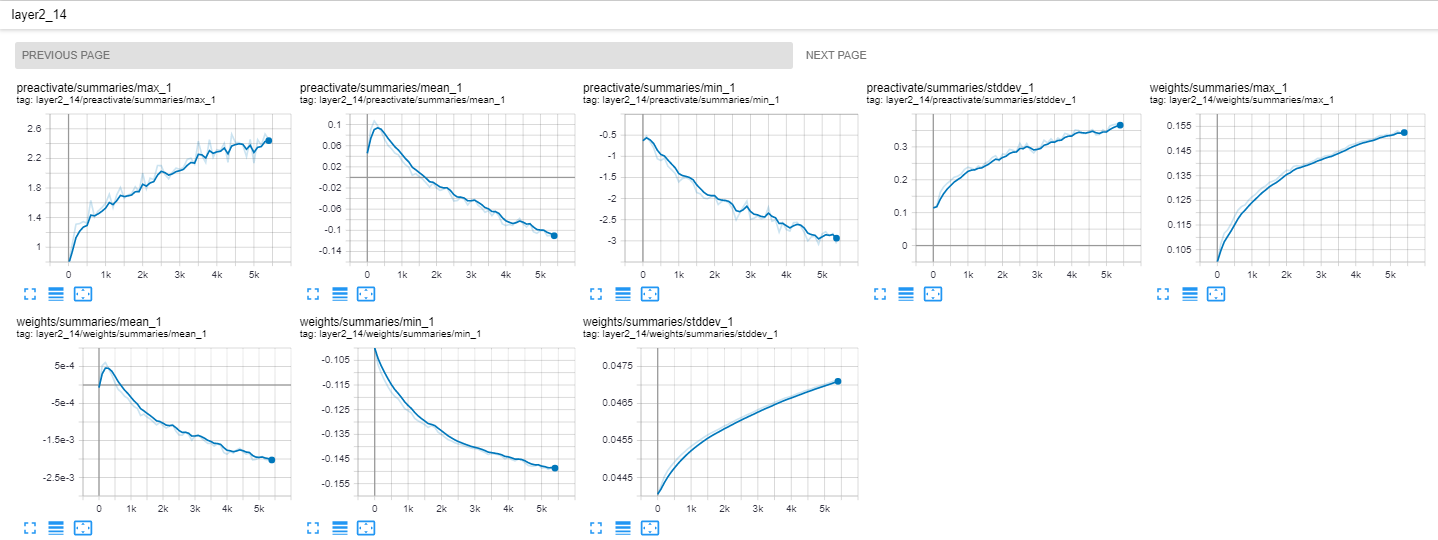 layer2_14
PREVIOUS PAGE NEXT PAGE
preactivate/summaries/max_1
tag: layer2_14/preactivate/summaries/max_1
2.6
2.2
1.8
1.4
1
0 1k 2k 3k 4k 5k
preactivate/summaries/mean_1
tag: layer2_14/preactivate/summaries/mean_1
0.1
0.06
0.02
-0.02
-0.06
-0.1
-0.14
0 1k 2k 3k 4k 5k
preactivate/summaries/min_1
tag: layer2_14/preactivate/summaries/min_1
-0.5
-1
-1.5
-2
-2.5
-3
0 1k 2k 3k 4k 5k
preactivate/summaries/stddev_1
tag: layer2_14/preactivate/summaries/stddev_1
0.3
0.2
0.1
0
0 1k 2k 3k 4k 5k
weights/summaries/max_1
tag: layer2_14/weights/summaries/max_1
0.155
0.145
0.135
0.125
0.115
0.105
0 1k 2k 3k 4k 5k
weights/summaries/mean_1
tag: layer2_14/weights/summaries/mean_1
5e-4
-5e-4
-1.5e-3
-2.5e-3
0 1k 2k 3k 4k 5k
weights/summaries/min_1
tag: layer2_14/weights/summaries/min_1
-0.105
-0.115
-0.125
-0.135
-0.145
-0.155
0 1k 2k 3k 4k 5k
weights/summaries/stddev_1
tag: layer2_14/weights/summaries/stddev_1
0.0475
0.0465
0.0455
0.0445
0 1k 2k 3k 4k 5k